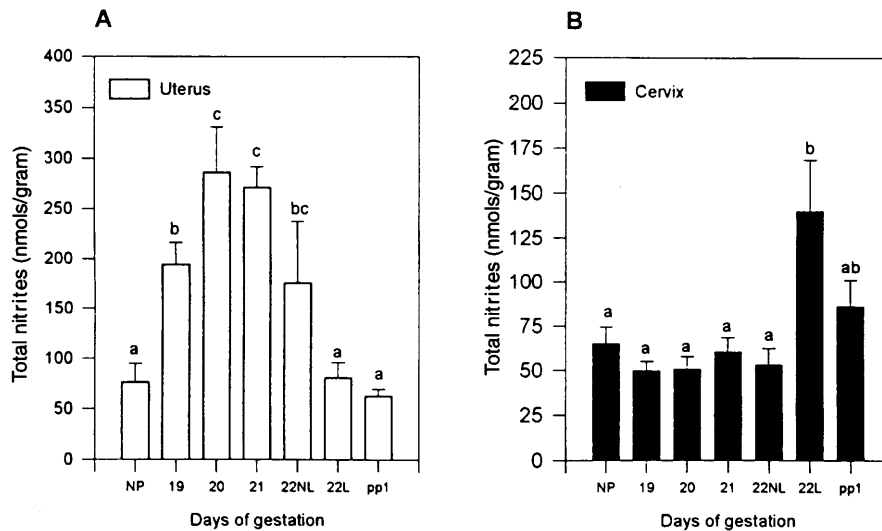 A
Total nitrites (nmols/gram)
400
350
300
250
200
150
100
50
0
Uterus
a
b
c
c
bc
a
a
NP 19 20 21 22NL 22L pp1
Days of gestation
B
Total nitrites (nmols/gram)
225
200
175
150
125
100
75
50
25
0
Cervix
a
a
a
a
a
b
ab
NP 19 20 21 22NL 22L pp1
Days of gestation